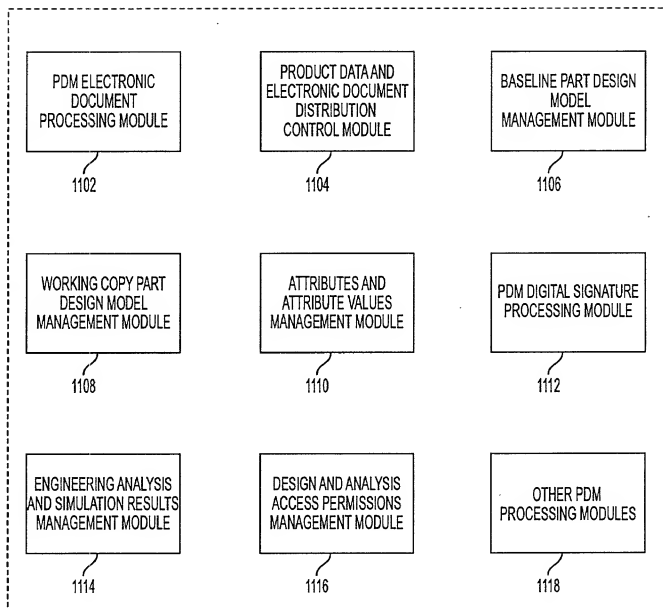 PDM ELECTRONIC
DOCUMENT
PROCESSING MODULE
1102
PRODUCT DATA AND
ELECTRONIC DOCUMENT
DISTRIBUTION
CONTROL MODULE
1104
BASELINE PART DESIGN
MODEL
MANAGEMENT MODULE
1106
WORKING COPY PART
DESIGN MODEL
MANAGEMENT MODULE
1108
ATTRIBUTES AND
ATTRIBUTE VALUES
MANAGEMENT MODULE
1110
PDM DIGITAL SIGNATURE
PROCESSING MODULE
1112
ENGINEERING ANALYSIS
AND SIMULATION RESULTS
MANAGEMENT MODULE
1114
DESIGN AND ANALYSIS
ACCESS PERMISSIONS
MANAGEMENT MODULE
1116
OTHER PDM
PROCESSING MODULES
1118